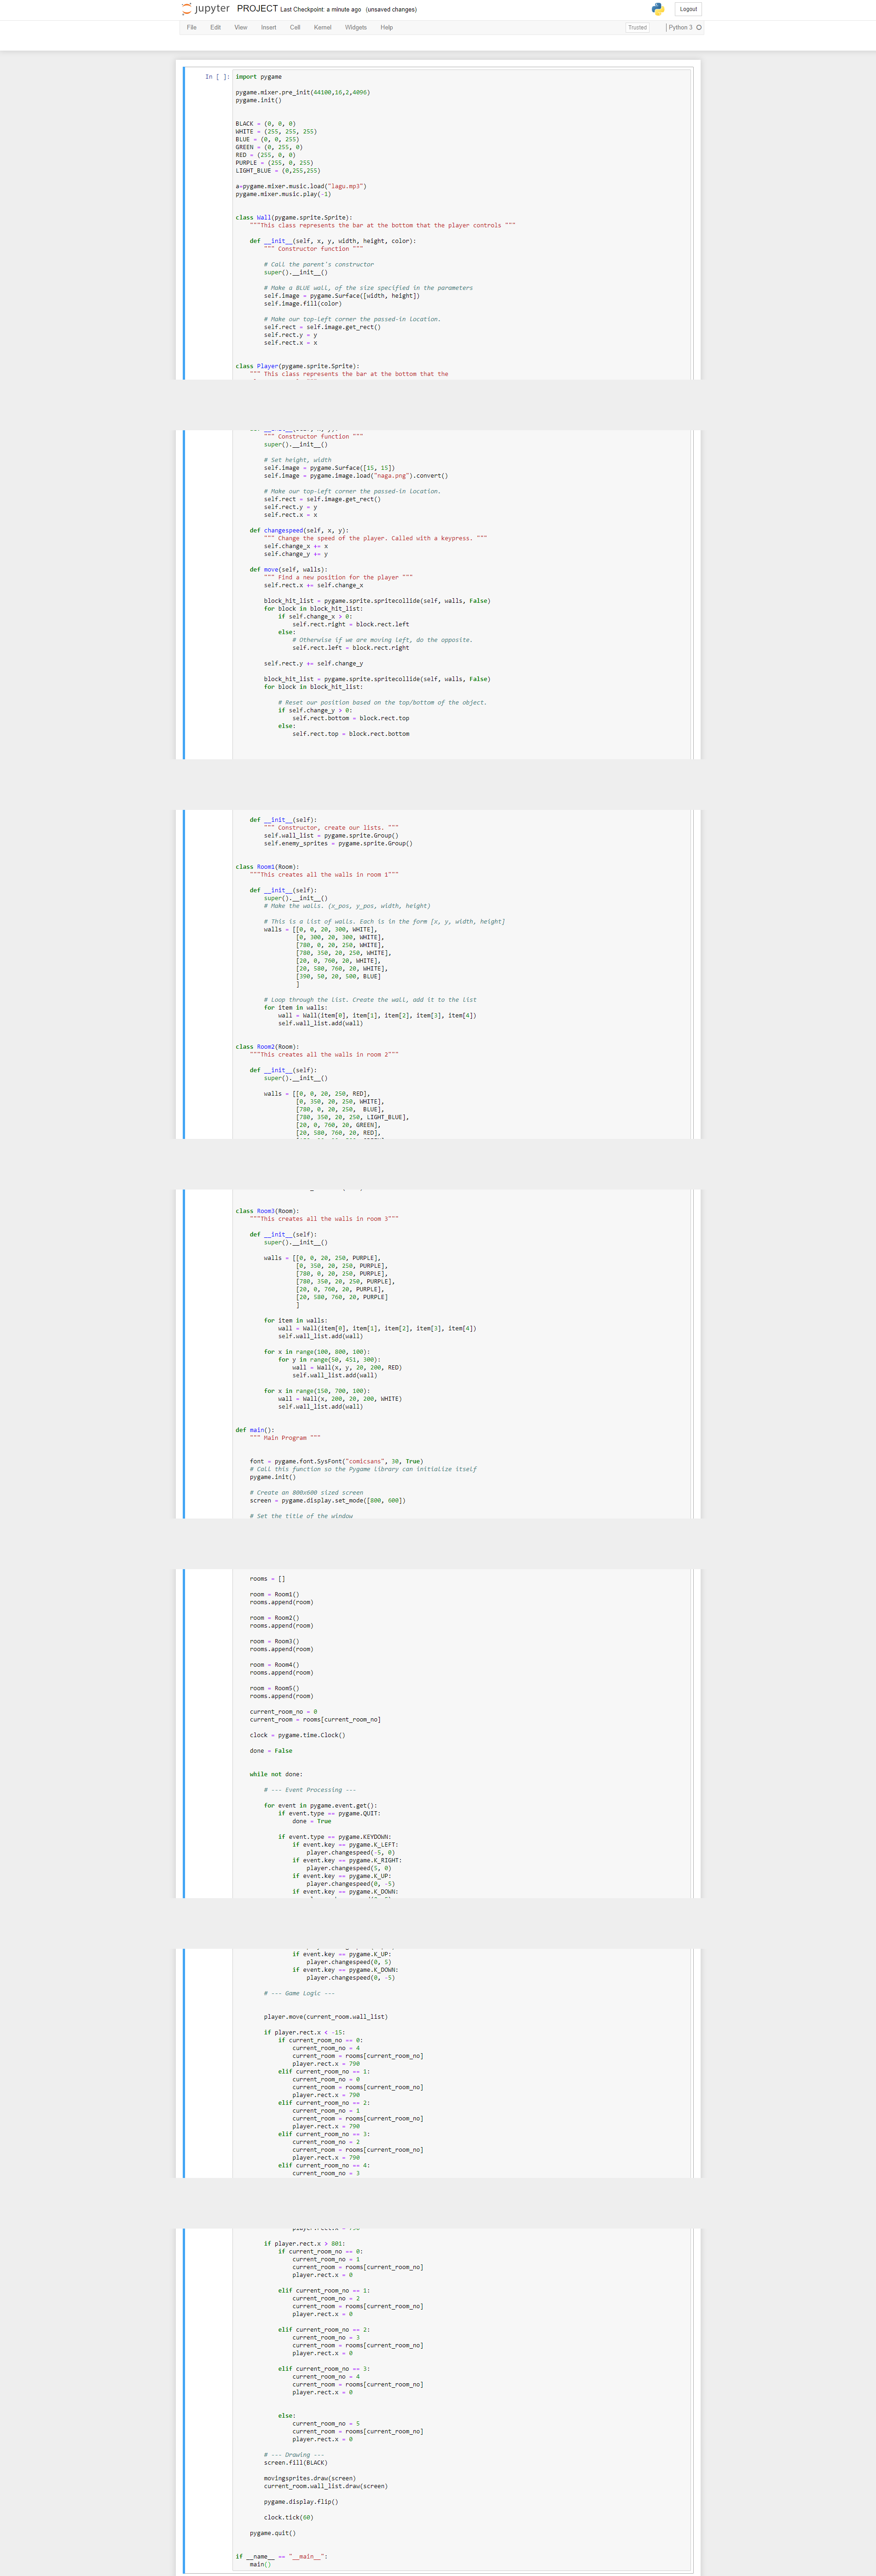 jupyter PROJECT Last Checkpoint: a minute ago (unsaved changes)
Logout
File Edit View Insert Cell Kernel Widgets Help
Trusted
Python 3
In [ ]:
import pygame
pygame.mixer.pre_init(44100,16,2,4096)
pygame.init()
BLACK = (0, 0, 0)
WHITE = (255, 255, 255)
BLUE = (0, 0, 255)
GREEN = (0, 255, 0)
RED = (255, 0, 0)
PURPLE = (255, 0, 255)
LIGHT_BLUE = (0,255,255)
a=pygame.mixer.music.load("lagu.mp3")
pygame.mixer.music.play(-1)
class Wall(pygame.sprite.Sprite):
"""This class represents the bar at the bottom that the player controls """
def __init__(self, x, y, width, height, color):
""" Constructor function """
# Call the parent's constructor
super().__init__()
# Make a BLUE wall, of the size specified in the parameters
self.image = pygame.Surface([width, height])
self.image.fill(color)
# Make our top-left corner the passed-in location.
self.rect = self.image.get_rect()
self.rect.y = y
self.rect.x = x
class Player(pygame.sprite.Sprite):
""" This class represents the bar at the bottom that the
""" Constructor function """
super().__init__()
# Set height, width
self.image = pygame.Surface([15, 15])
self.image = pygame.image.load("naga.png").convert()
# Make our top-left corner the passed-in location.
self.rect = self.image.get_rect()
self.rect.y = y
self.rect.x = x
def changespeed(self, x, y):
""" Change the speed of the player. Called with a keypress. """
self.change_x += x
self.change_y += y
def move(self, walls):
""" Find a new position for the player """
self.rect.x += self.change_x
block_hit_list = pygame.sprite.spritecollide(self, walls, False)
for block in block_hit_list:
if self.change_x > 0:
self.rect.right = block.rect.left
else:
# Otherwise if we are moving left, do the opposite.
self.rect.left = block.rect.right
self.rect.y += self.change_y
block_hit_list = pygame.sprite.spritecollide(self, walls, False)
for block in block_hit_list:
# Reset our position based on the top/bottom of the object.
if self.change_y > 0:
self.rect.bottom = block.rect.top
else:
self.rect.top = block.rect.bottom
def __init__(self):
""" Constructor, create our lists. """
self.wall_list = pygame.sprite.Group()
self.enemy_sprites = pygame.sprite.Group()
class Room1(Room):
"""This creates all the walls in room 1"""
def __init__(self):
super().__init__()
# Make the walls. (x_pos, y_pos, width, height)
# This is a list of walls. Each is in the form [x, y, width, height]
walls = [[0, 0, 20, 300, WHITE],
[0, 300, 20, 300, WHITE],
[780, 0, 20, 250, WHITE],
[780, 350, 20, 250, WHITE],
[20, 0, 760, 20, WHITE],
[20, 580, 760, 20, WHITE],
[390, 50, 20, 500, BLUE]
]
# Loop through the list. Create the wall, add it to the list
for item in walls:
wall = Wall(item[0], item[1], item[2], item[3], item[4])
self.wall_list.add(wall)
class Room2(Room):
"""This creates all the walls in room 2"""
def __init__(self):
super().__init__()
walls = [[0, 0, 20, 250, RED],
[0, 350, 20, 250, WHITE],
[780, 0, 20, 250, BLUE],
[780, 350, 20, 250, LIGHT_BLUE],
[20, 0, 760, 20, GREEN],
[20, 580, 760, 20, RED],
class Room3(Room):
"""This creates all the walls in room 3"""
def __init__(self):
super().__init__()
walls = [[0, 0, 20, 250, PURPLE],
[0, 350, 20, 250, PURPLE],
[780, 0, 20, 250, PURPLE],
[780, 350, 20, 250, PURPLE],
[20, 0, 760, 20, PURPLE],
[20, 580, 760, 20, PURPLE]
]
for item in walls:
wall = Wall(item[0], item[1], item[2], item[3], item[4])
self.wall_list.add(wall)
for x in range(100, 800, 100):
for y in range(50, 451, 300):
wall = Wall(x, y, 20, 200, RED)
self.wall_list.add(wall)
for x in range(150, 700, 100):
wall = Wall(x, 200, 20, 200, WHITE)
self.wall_list.add(wall)
def main():
""" Main Program """
font = pygame.font.SysFont("comicsans", 30, True)
# Call this function so the Pygame library can initialize itself
pygame.init()
# Create an 800x600 sized screen
screen = pygame.display.set_mode([800, 600])
# Set the title of the window
rooms = []
room = Room1()
rooms.append(room)
room = Room2()
rooms.append(room)
room = Room3()
rooms.append(room)
room = Room4()
rooms.append(room)
room = Room5()
rooms.append(room)
current_room_no = 0
current_room = rooms[current_room_no]
clock = pygame.time.Clock()
done = False
while not done:
# --- Event Processing ---
for event in pygame.event.get():
if event.type == pygame.QUIT:
done = True
if event.type == pygame.KEYDOWN:
if event.key == pygame.K_LEFT:
player.changespeed(-5, 0)
if event.key == pygame.K_RIGHT:
player.changespeed(5, 0)
if event.key == pygame.K_UP:
player.changespeed(0, -5)
if event.key == pygame.K_DOWN:
if event.key == pygame.K_UP:
player.changespeed(0, 5)
if event.key == pygame.K_DOWN:
player.changespeed(0, -5)
# --- Game Logic ---
player.move(current_room.wall_list)
if player.rect.x < -15:
if current_room_no == 0:
current_room_no = 4
current_room = rooms[current_room_no]
player.rect.x = 790
elif current_room_no == 1:
current_room_no = 0
current_room = rooms[current_room_no]
player.rect.x = 790
elif current_room_no == 2:
current_room_no = 1
current_room = rooms[current_room_no]
player.rect.x = 790
elif current_room_no == 3:
current_room_no = 2
current_room = rooms[current_room_no]
player.rect.x = 790
elif current_room_no == 4:
current_room_no = 3
player.rect.x = 790
if player.rect.x > 801:
if current_room_no == 0:
current_room_no = 1
current_room = rooms[current_room_no]
player.rect.x = 0
elif current_room_no == 1:
current_room_no = 2
current_room = rooms[current_room_no]
player.rect.x = 0
elif current_room_no == 2:
current_room_no = 3
current_room = rooms[current_room_no]
player.rect.x = 0
elif current_room_no == 3:
current_room_no = 4
current_room = rooms[current_room_no]
player.rect.x = 0
else:
current_room_no = 5
current_room = rooms[current_room_no]
player.rect.x = 0
# --- Drawing ---
screen.fill(BLACK)
movingsprites.draw(screen)
current_room.wall_list.draw(screen)
pygame.display.flip()
clock.tick(60)
pygame.quit()
if __name__ == "__main__":
main()